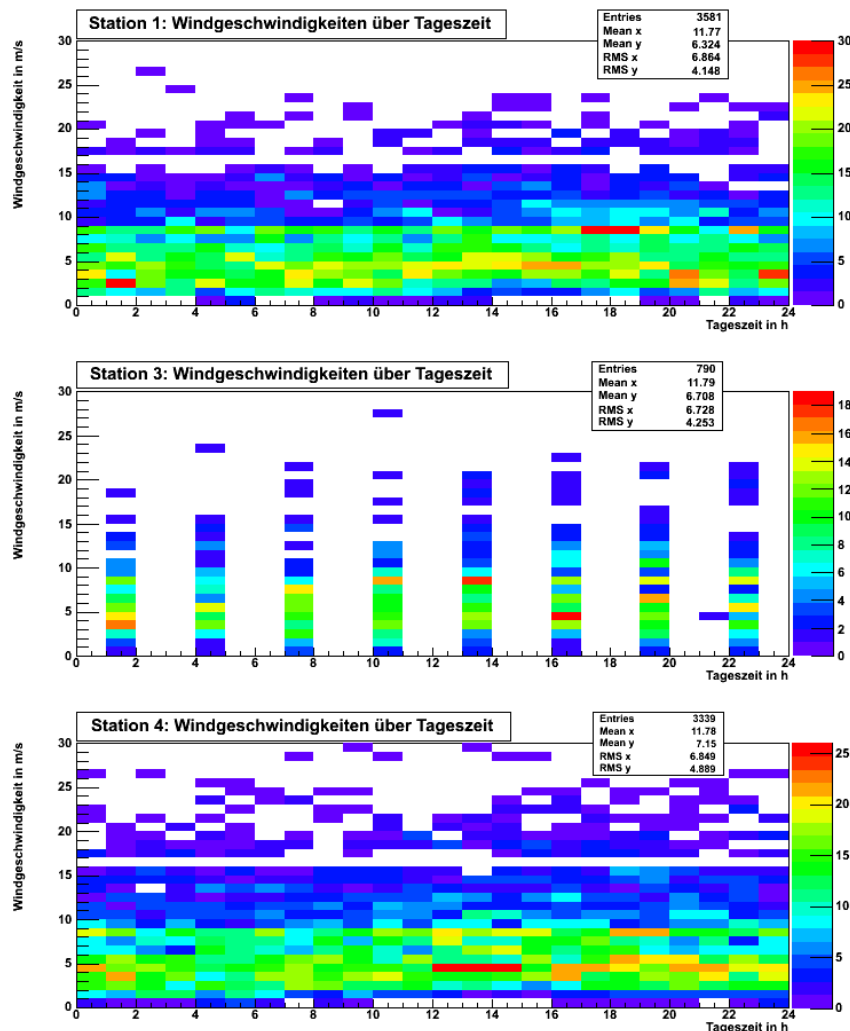 Station 1: Windgeschwindigkeiten über Tageszeit
Entries 3581
Mean x 11.77
Mean y 6.324
RMS x 6.864
RMS y 4.148
Windgeschwindigkeit in m/s
30
25
20
15
10
5
0
0 2 4 6 8 10 12 14 16 18 20 22 24
Tageszeit in h
30
25
20
15
10
5
0
Station 3: Windgeschwindigkeiten über Tageszeit
Entries 790
Mean x 11.79
Mean y 6.708
RMS x 6.728
RMS y 4.253
Windgeschwindigkeit in m/s
30
25
20
15
10
5
0
0 2 4 6 8 10 12 14 16 18 20 22 24
Tageszeit in h
18
16
14
12
10
8
6
4
2
0
Station 4: Windgeschwindigkeiten über Tageszeit
Entries 3339
Mean x 11.78
Mean y 7.15
RMS x 6.849
RMS y 4.889
Windgeschwindigkeit in m/s
30
25
20
15
10
5
0
0 2 4 6 8 10 12 14 16 18 20 22 24
Tageszeit in h
25
20
15
10
5
0